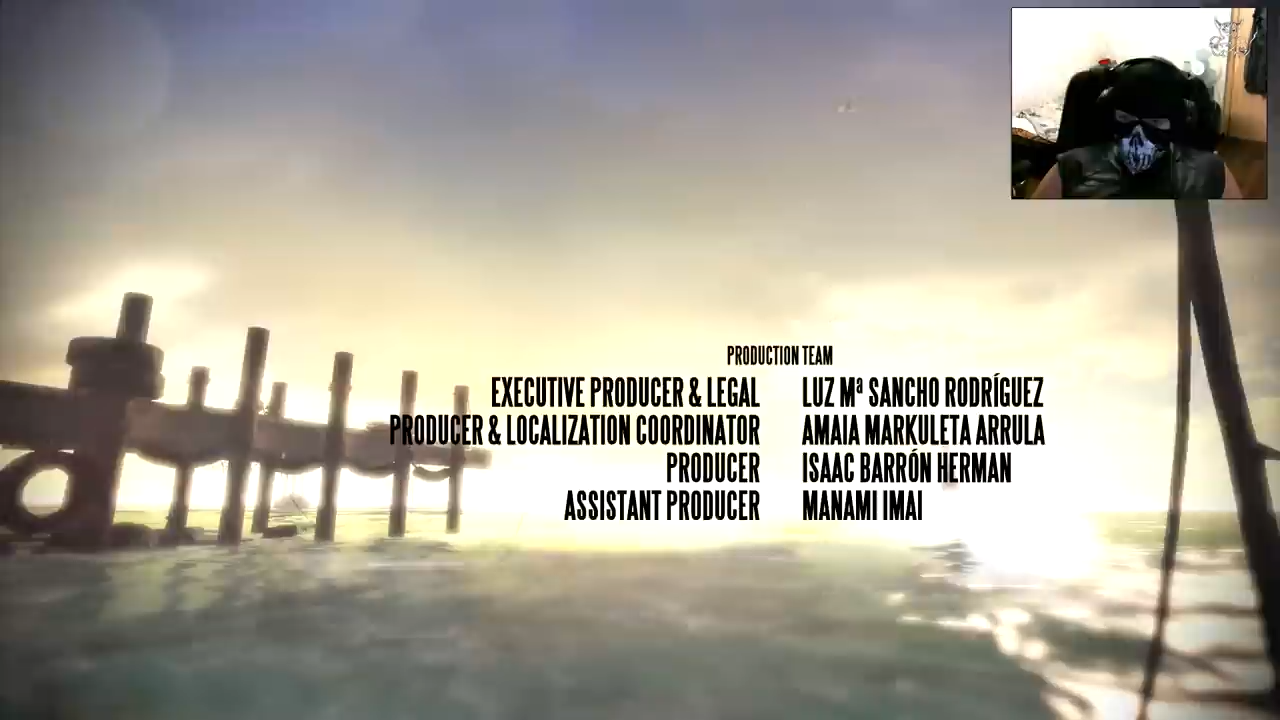 PRODUCTION TEAM
EXECUTIVE PRODUCER & LEGAL LUZ Mª SANCHO RODRÍGUEZ
PRODUCER & LOCALIZATION COORDINATOR AMAIA MARKULETA ARRULA
PRODUCER ISAAC BARRÓN HERMAN
ASSISTANT PRODUCER MANAMI IMAI